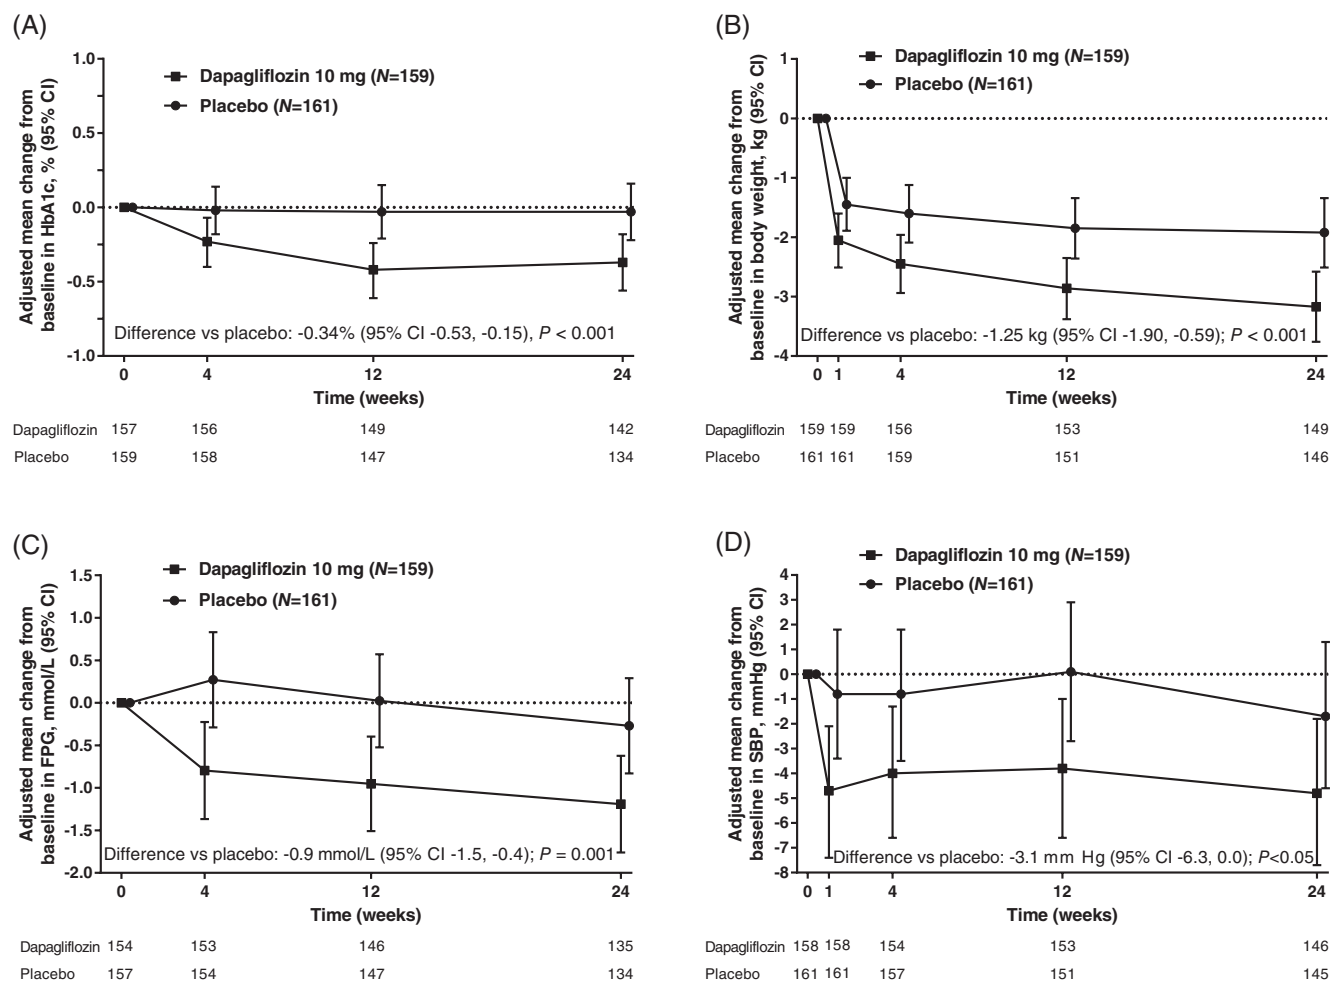 (A)
Adjusted mean change from
baseline in HbA1c, % (95% CI)
1.0
0.5
0.0
-0.5
-1.0
Dapagliflozin 10 mg (N=159)
Placebo (N=161)
Difference vs placebo: -0.34% (95% CI -0.53, -0.15), P < 0.001
0 4 12 24
Time (weeks)
Dapagliflozin 157 156 149 142
Placebo 159 158 147 134
(B)
Adjusted mean change from
baseline in body weight, kg (95% CI)
1
0
-1
-2
-3
-4
Dapagliflozin 10 mg (N=159)
Placebo (N=161)
Difference vs placebo: -1.25 kg (95% CI -1.90, -0.59); P < 0.001
0 1 4 12 24
Time (weeks)
Dapagliflozin 159 159 156 153 149
Placebo 161 161 159 151 146
(C)
Adjusted mean change from
baseline in FPG, mmol/L (95% CI)
1.5
1.0
0.5
0.0
-0.5
-1.0
-1.5
-2.0
Dapagliflozin 10 mg (N=159)
Placebo (N=161)
Difference vs placebo: -0.9 mmol/L (95% CI -1.5, -0.4); P = 0.001
0 4 12 24
Time (weeks)
Dapagliflozin 154 153 146 135
Placebo 157 154 147 134
(D)
Adjusted mean change from
baseline in SBP, mmHg (95% CI)
4
3
2
1
0
-1
-2
-3
-4
-5
-6
-7
-8
Dapagliflozin 10 mg (N=159)
Placebo (N=161)
Difference vs placebo: -3.1 mm Hg (95% CI -6.3, 0.0); P<0.05
0 1 4 12 24
Time (weeks)
Dapagliflozin 158 158 154 153 146
Placebo 161 161 157 151 145